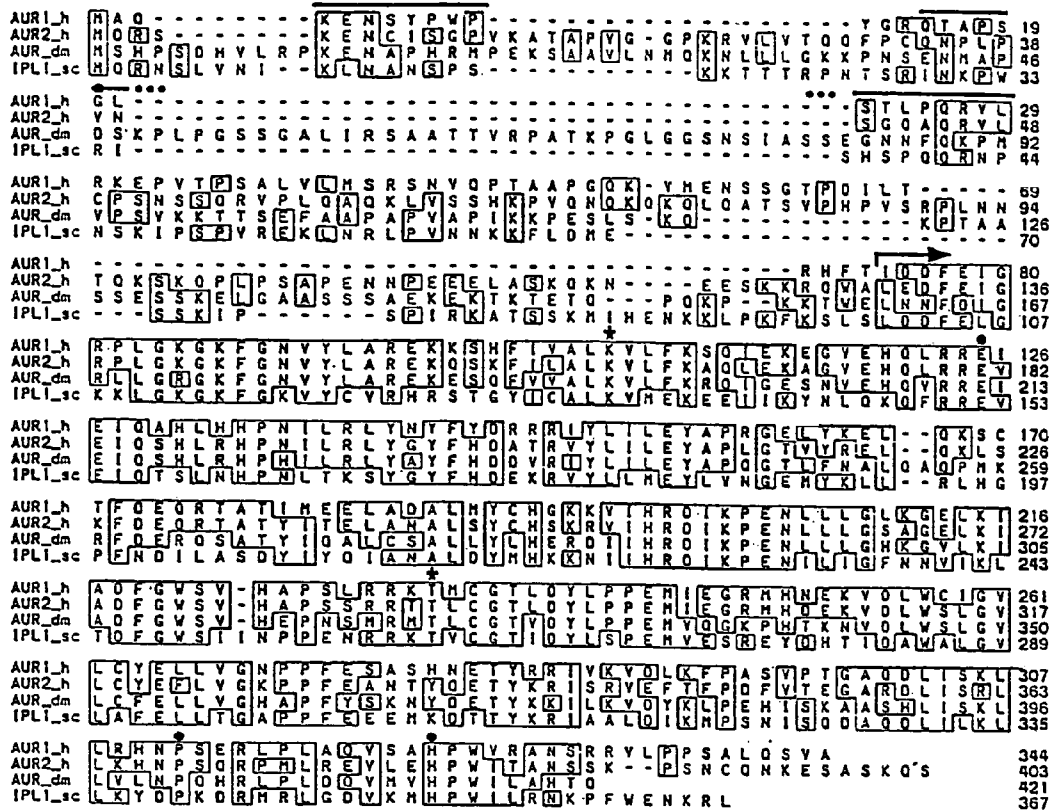 AUR1_h M A Q - - - - - - - - K E N S Y P W P - - - - - - - - - - - - - - - - - - - Y G R Q T A P S 19
AUR2_h M D R S - - - - - - - K E N C I S G P V K A T A P V G - G P K R V L V T Q Q F P C Q N P L P 38
AUR_dm M S H P S D H V L R P K E N A P H R M P E K S A A V L N M Q K N L L L G K K P N S E N M A P 46
IPL1_sc M Q R N S L V N I - - K L N A N S P S - - - - - - - - - - - K K T T T R P N T S R I N K P W 33
●●● ●●●
AUR1_h G L - - - - - - - - - - - - - - - - - - - - - - - - - - - - - - - - - - - - S T L P Q R V L 29
AUR2_h V N - - - - - - - - - - - - - - - - - - - - - - - - - - - - - - - - - - - - S G Q A Q R V L 48
AUR_dm Q S K P L P G S S G A L I R S A A T T V R P A T K P G L G G S N S I A S S E G N N F Q K P M 92
IPL1_sc R I - - - - - - - - - - - - - - - - - - - - - - - - - - - - - - - - - - - S H S P Q Q R N P 44
AUR1_h R K E P V T P S A L V L M S R S N V Q P T A A P G Q K - V M E N S S G T P Q I L T - - - - - 69
AUR2_h C P S N S S Q R V P L Q A Q K L V S S H K P V Q N Q K Q K Q L Q A T S V P H P V S R P L N N 94
AUR_dm V P S V K K T T S E F A A P A P V A P I K K P E S L S K Q - - - - - - - - - - - - K P T A A 126
IPL1_sc N S K I P S P V R E K L N R L P V N N K K F L D M E - - - - - - - - - - - - - - - - - - - - 70
AUR1_h - - - - - - - - - - - - - - - - - - - - - - - - - - - - - - - - - - - R H F T I D D F E I G 80
AUR2_h T Q K S K Q P L P S A P E N N P E E E L A S K Q K N - - - - E E S K K R Q W A L E D F E I G 136
AUR_dm S S E S S K E L G A A S S S A E K E K T K T E T Q - - P Q K P - - - K K T W E L N N F D I G 167
IPL1_sc - - - S S K I P - - - - - - S P I R K A T S S K M I H E N K K L P K F K S L S L D D F E L G 107
* ●
AUR1_h R P L G K G K F G N V Y L A R E K K S H F I V A L K V L F K S Q I E K E G V E H Q L R R E I 126
AUR2_h R P L G K G K F G N V Y L A R E K Q S K F I L A L K V L F K A Q L E K A G V E H Q L R R E V 182
AUR_dm R L L G R G K F G N V Y L A R E K E S Q F V V A L K V L F K R Q I G E S N V E H Q V R R E I 213
IPL1_sc K K L G K G K F G K V Y C V R H R S T G Y I C A L K V M E K E E I I K Y N L Q K Q F R R E V 153
AUR1_h E I Q A H L H H P N I L R L Y N Y F Y D R R R I Y L I L E Y A P R G E L Y K E L - - Q K S C 170
AUR2_h E I Q S H L R H P N I L R L Y G Y F H D A T R V Y L I L E Y A P L G T V Y R E L - - Q K L S 226
AUR_dm E I Q S H L R H P H I L R L Y A Y F H D D V R I Y L I L E Y A P Q G T L F N A L Q A Q P M K 259
IPL1_sc E I Q T S L N H P N L T K S Y G Y F H D E K R V Y L L M E Y L V N G E M Y K L L - - R L H G 197
AUR1_h T F D E Q R T A T I M E E L A D A L M Y C H G K K V I H R D I K P E N L L L G L K G E L K I 216
AUR2_h K F D E Q R T A T Y I T E L A N A L S Y C H S K R V I H R D I K P E N L L L G S A G E L K I 272
AUR_dm R F D E R Q S A T Y I Q A L C S A L L Y L H E R D I I H R D I K P E N L L L G H K G V L K I 305
IPL1_sc P F N D I L A S D Y I Y Q I A N A L D Y M H K K N I I H R D I K P E N I L I G F N N V I K L 243
*
AUR1_h A D F G W S V - H A P S L R R K T M C G T L D Y L P P E M I E G R M H N E K V D L W C I G V 261
AUR2_h A D F G W S V - H A P S S R R T T L C G T L D Y L P P E M I E G R M H D E K V D L W S L G V 317
AUR_dm A D F G W S V - H E P N S M R M T L C G T V D Y L P P E M V Q G K P H T K N V D L W S L G V 350
IPL1_sc T D F G W S I I N P P E N R R K T V C G T I D Y L S P E M V E S R E Y D H T I D A W A L G V 289
AUR1_h L C Y E L L V G N P P F E S A S H N E T Y R R I V K V D L K F P A S V P T G A Q D L I S K L 307
AUR2_h L C Y E F L V G K P P F E A H T Y Q E T Y K R I S R V E F T F P D F V T E G A R D L I S R L 363
AUR_dm L C F E L L V G H A P F Y S K N Y D E T Y K K I L K V D Y K L P E H I S K A A S H L I S K L 396
IPL1_sc L A F E L L T G A P P F E E E M K D T T Y K R I A A L D I K M P S N I S Q D A Q D L I L K L 335
● ●
AUR1_h L R H N P S E R L P L A Q V S A H P W V R A N S R R V L P P S A L Q S V A 344
AUR2_h L K H N P S Q R P M L R E V L E H P W I T A N S S K - - P S N C Q N K E S A S K Q S 403
AUR_dm L V L N P Q H R L P L D Q V M V H P W I L A H T Q 421
IPL1_sc L K Y D P K D R M R L G D V K M H P W I L R N K P F W E N K R L 367